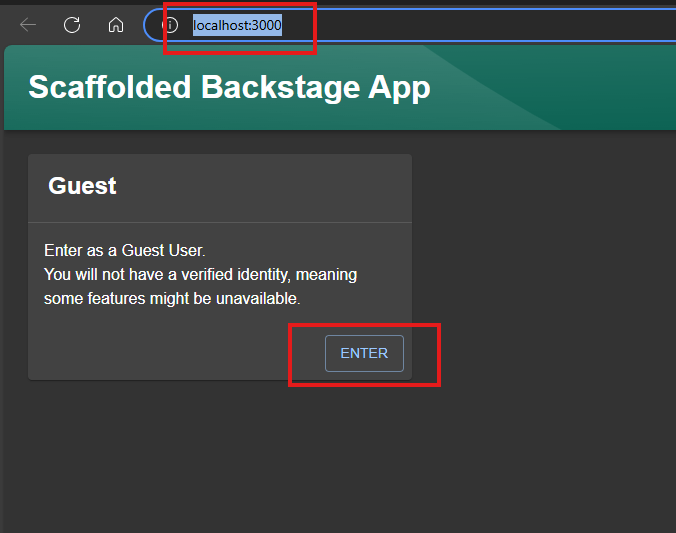 localhost:3000
Scaffolded Backstage App
Guest
Enter as a Guest User.
You will not have a verified identity, meaning
some features might be unavailable.
ENTER